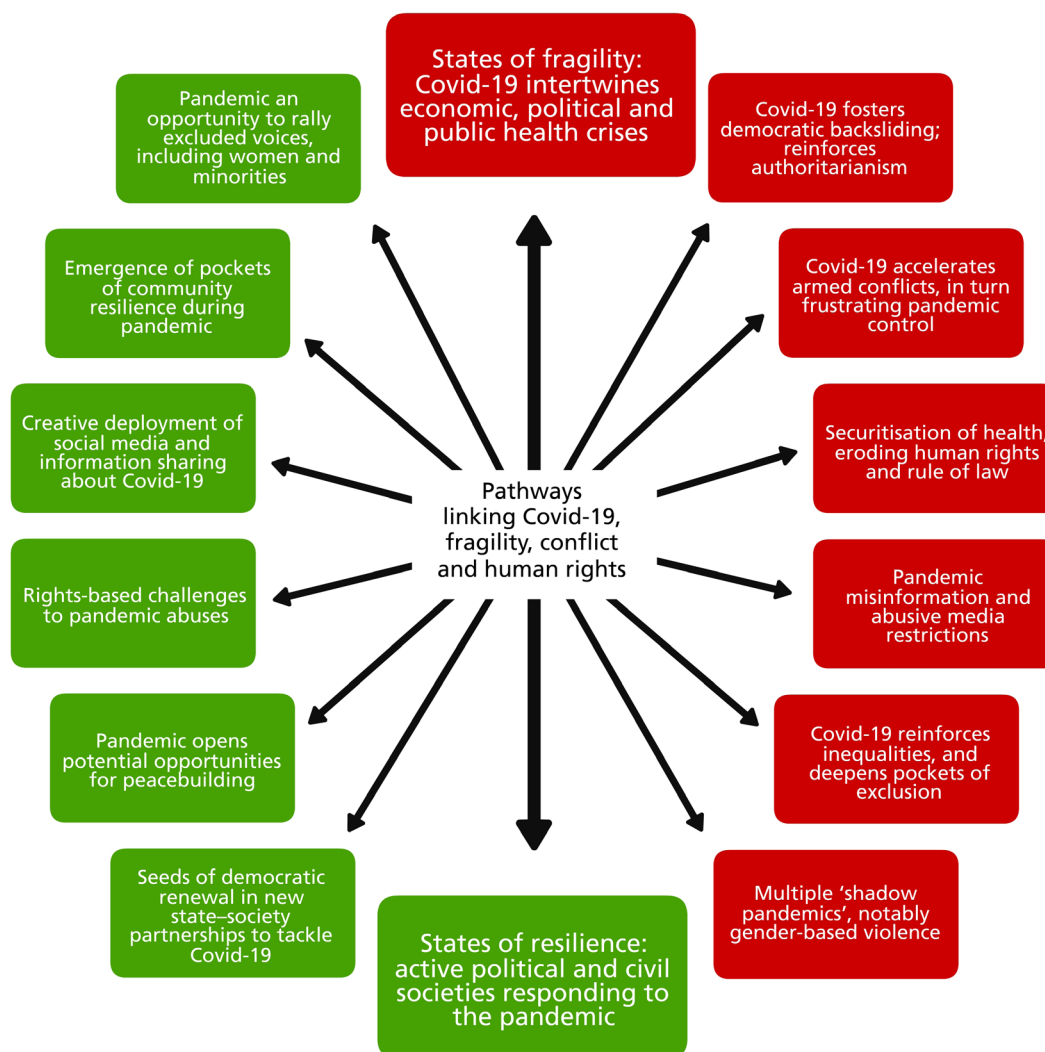 States of fragility:
Covid-19 intertwines
economic, political and
public health crises
Pandemic an
opportunity to rally
excluded voices,
including women and
minorities
Covid-19 fosters
democratic backsliding;
reinforces
authoritarianism
Emergence of pockets
of community
resilience during
pandemic
Covid-19 accelerates
armed conflicts, in turn
frustrating pandemic
control
Creative deployment of
social media and
information sharing
about Covid-19
Securitisation of health,
eroding human rights
and rule of law
Pathways
linking Covid-19,
fragility, conflict
and human rights
Rights-based challenges
to pandemic abuses
Pandemic
misinformation and
abusive media
restrictions
Pandemic opens
potential opportunities
for peacebuilding
Covid-19 reinforces
inequalities, and
deepens pockets of
exclusion
Seeds of democratic
renewal in new
state–society
partnerships to tackle
Covid-19
Multiple ‘shadow
pandemics’, notably
gender-based violence
States of resilience:
active political and civil
societies responding to
the pandemic